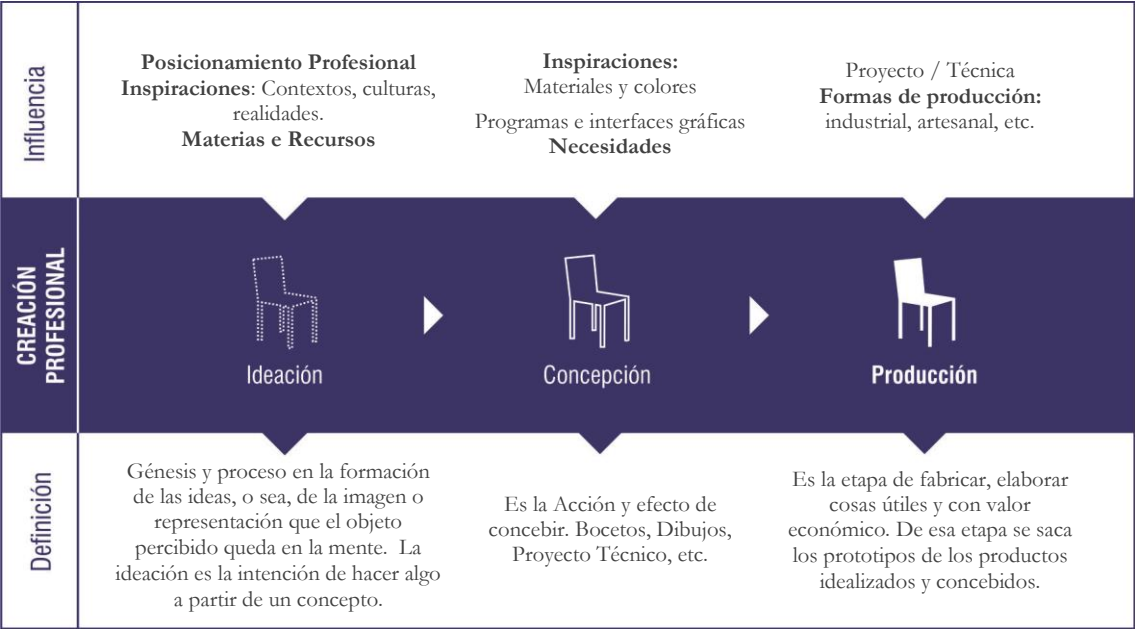 Influencia
Posicionamiento Profesional
Inspiraciones: Contextos, culturas,
realidades.
Materias e Recursos
Inspiraciones:
Materiales y colores
Programas e interfaces gráficas
Necesidades
Proyecto / Técnica
Formas de producción:
industrial, artesanal, etc.
CREACIÓN
PROFESIONAL
Ideación
Concepción
Producción
Definición
Génesis y proceso en la formación
de las ideas, o sea, de la imagen o
representación que el objeto
percibido queda en la mente. La
ideación es la intención de hacer algo
a partir de un concepto.
Es la Acción y efecto de
concebir. Bocetos, Dibujos,
Proyecto Técnico, etc.
Es la etapa de fabricar, elaborar
cosas útiles y con valor
económico. De esa etapa se saca
los prototipos de los productos
idealizados y concebidos.